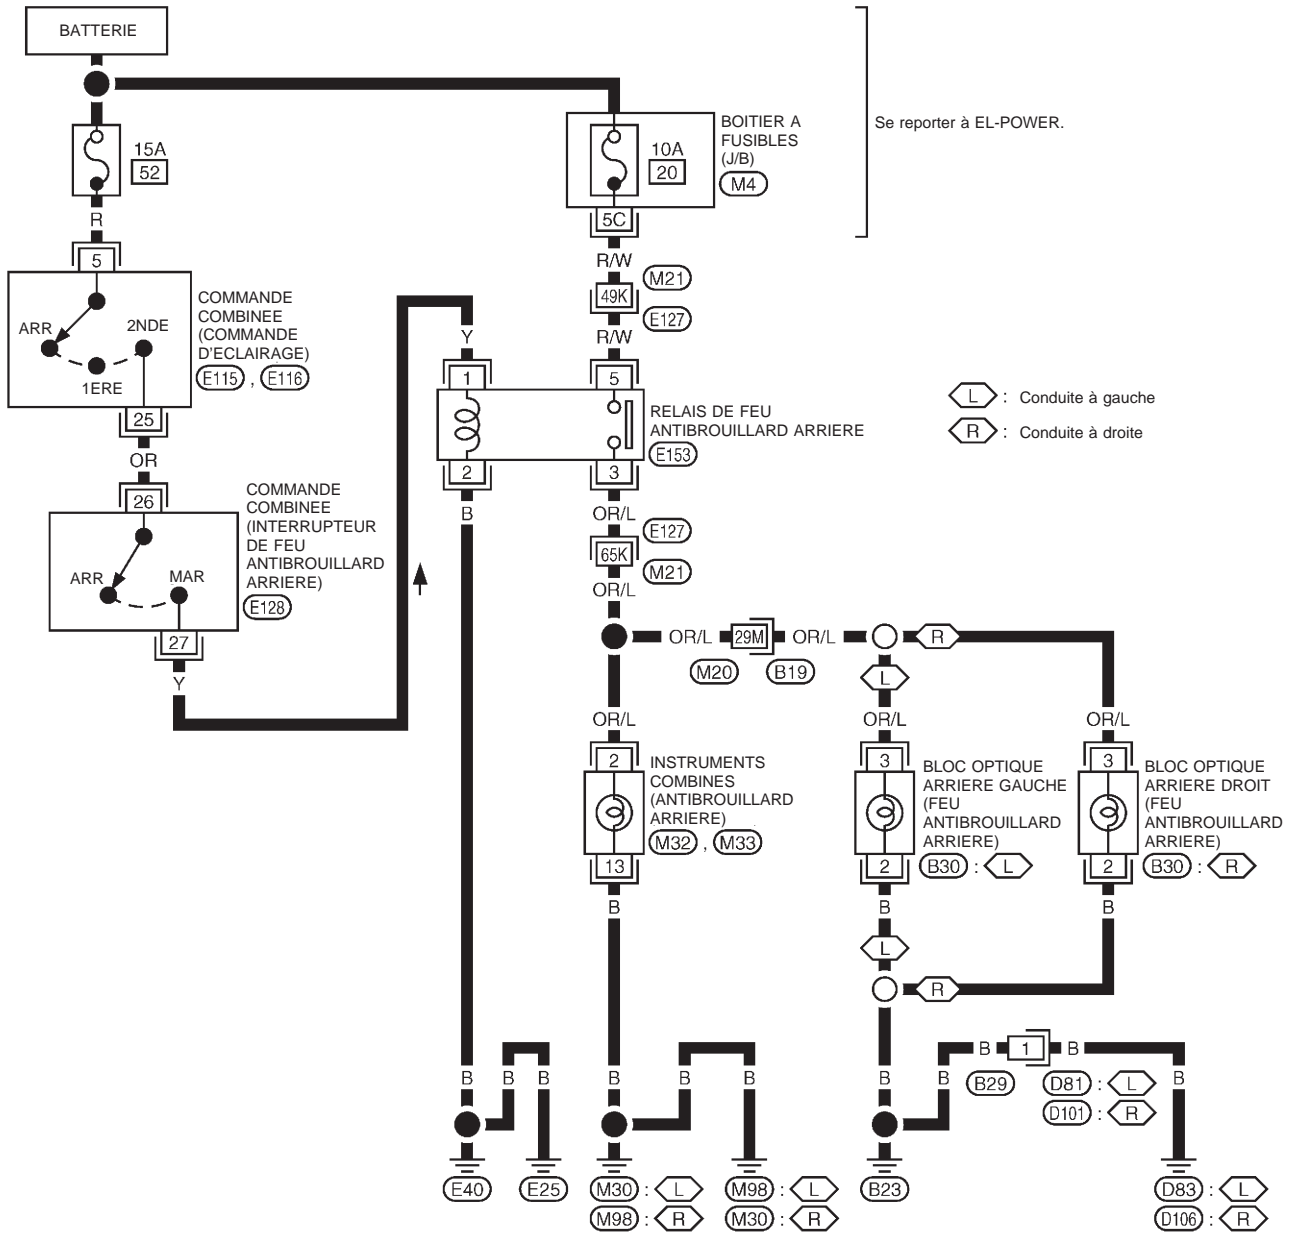 BATTERIE
15A
52
R
5
BOITIER A
FUSIBLES
(J/B)
M4
10A
20
5C
Se reporter à EL-POWER.
R/W
M21
49K
E127
R/W
COMMANDE
COMBINEE
(COMMANDE
D'ECLAIRAGE)
E115 , E116
ARR
2NDE
1ERE
25
OR
26
Y
1
5
RELAIS DE FEU
ANTIBROUILLARD ARRIERE
E153
2
3
L : Conduite à gauche
R : Conduite à droite
COMMANDE
COMBINEE
(INTERRUPTEUR
DE FEU
ANTIBROUILLARD
ARRIERE)
E128
ARR
MAR
27
Y
B
OR/L
E127
65K
M21
OR/L
OR/L
29M
OR/L
R
M20
B19
L
OR/L
OR/L
OR/L
2
INSTRUMENTS
COMBINES
(ANTIBROUILLARD
ARRIERE)
M32 , M33
13
B
3
BLOC OPTIQUE
ARRIERE GAUCHE
(FEU
ANTIBROUILLARD
ARRIERE)
B30 : L
2
B
3
BLOC OPTIQUE
ARRIERE DROIT
(FEU
ANTIBROUILLARD
ARRIERE)
B30 : R
2
B
L
R
B
1
B
B29
D81 : L
D101 : R
B
B
B
B
B
B
B
B
B
E40
E25
M30 : L
M98 : R
M98 : L
M30 : R
B23
D83 : L
D106 : R